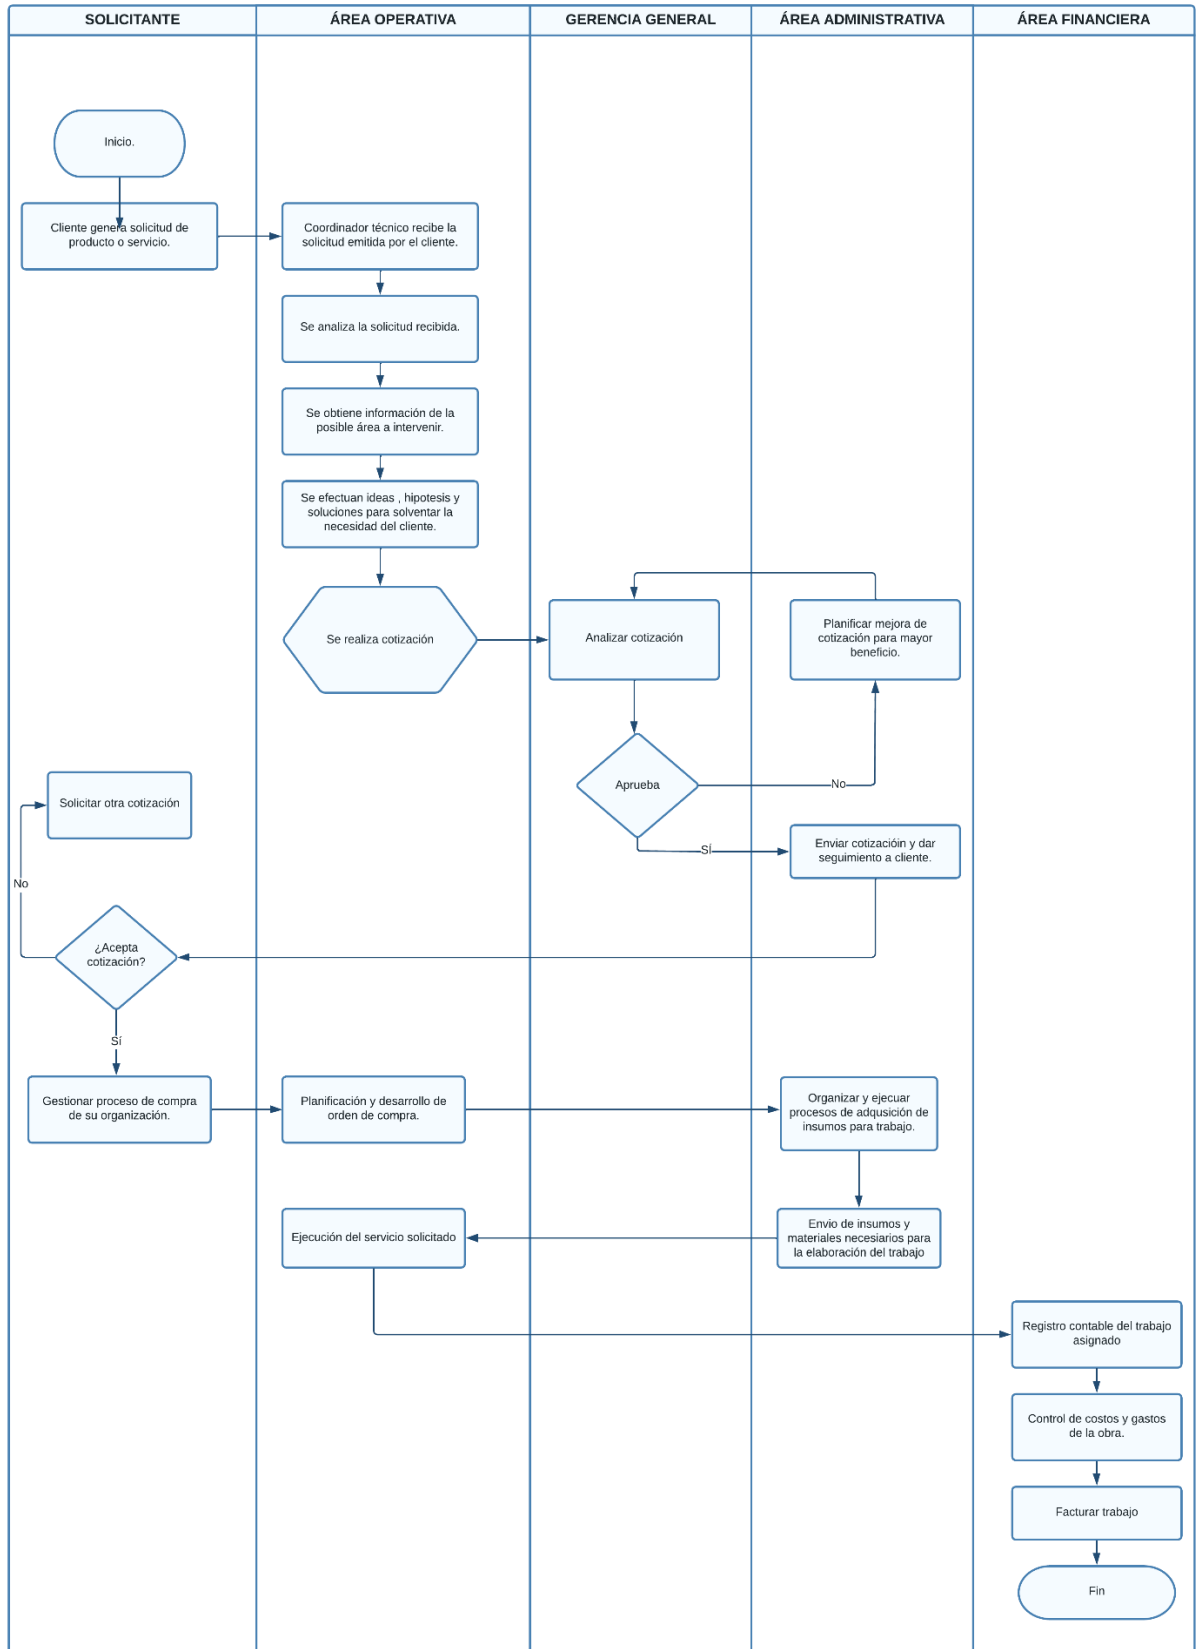 SOLICITANTE
ÁREA OPERATIVA
GERENCIA GENERAL
ÁREA ADMINISTRATIVA
ÁREA FINANCIERA
Inicio.
Cliente genera solicitud de
producto o servicio.
Coordinador técnico recibe la
solicitud emitida por el cliente.
Se analiza la solicitud recibida.
Se obtiene información de la
posible área a intervenir.
Se efectuan ideas , hipotesis y
soluciones para solventar la
necesidad del cliente.
Se realiza cotización
Analizar cotización
Planificar mejora de
cotización para mayor
beneficio.
Aprueba
No
Sí
Enviar cotizacióin y dar
seguimiento a cliente.
Solicitar otra cotización
No
¿Acepta
cotización?
Sí
Gestionar proceso de compra
de su organización.
Planificación y desarrollo de
orden de compra.
Organizar y ejecuar
procesos de adqusición de
insumos para trabajo.
Envio de insumos y
materiales necesarios para
la elaboración del trabajo
Ejecución del servicio solicitado
Registro contable del trabajo
asignado
Control de costos y gastos
de la obra.
Facturar trabajo
Fin